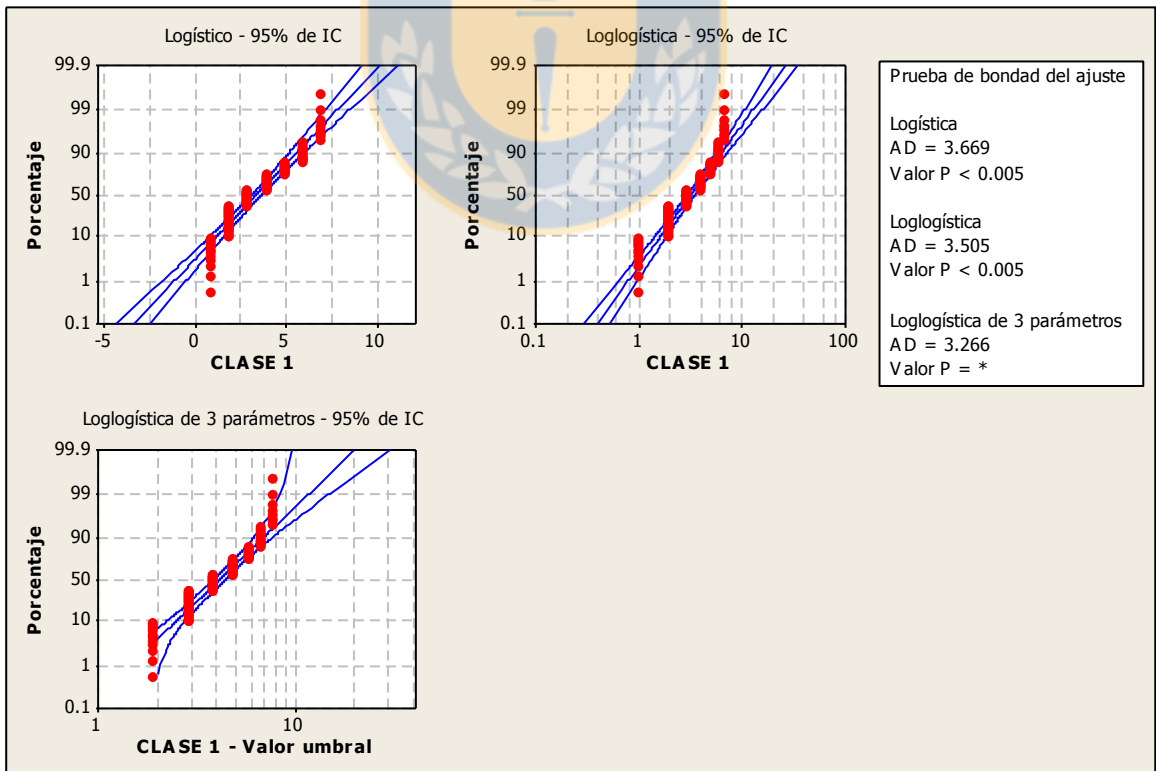 Logístico - 95% de IC
99.9
99
90
50
10
1
0.1
Porcentaje
-5 0 5 10
CLASE 1
Loglogística - 95% de IC
99.9
99
90
50
10
1
0.1
Porcentaje
0.1 1 10 100
CLASE 1
Prueba de bondad del ajuste
Logística
AD = 3.669
Valor P < 0.005
Loglogística
AD = 3.505
Valor P < 0.005
Loglogística de 3 parámetros
AD = 3.266
Valor P = *
Loglogística de 3 parámetros - 95% de IC
99.9
99
90
50
10
1
0.1
Porcentaje
1 10
CLASE 1 - Valor umbral